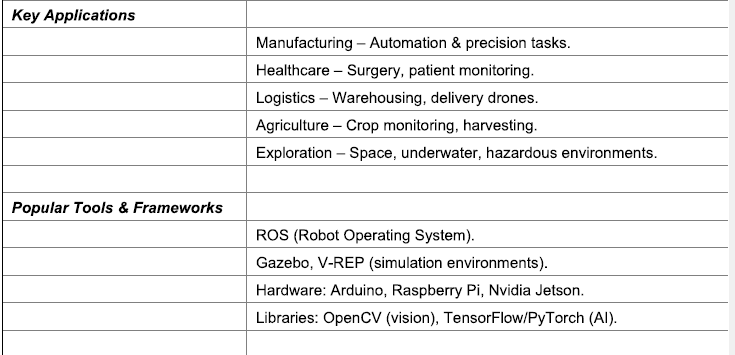 Key Applications
Manufacturing – Automation & precision tasks.
Healthcare – Surgery, patient monitoring.
Logistics – Warehousing, delivery drones.
Agriculture – Crop monitoring, harvesting.
Exploration – Space, underwater, hazardous environments.
Popular Tools & Frameworks
ROS (Robot Operating System).
Gazebo, V-REP (simulation environments).
Hardware: Arduino, Raspberry Pi, Nvidia Jetson.
Libraries: OpenCV (vision), TensorFlow/PyTorch (AI).